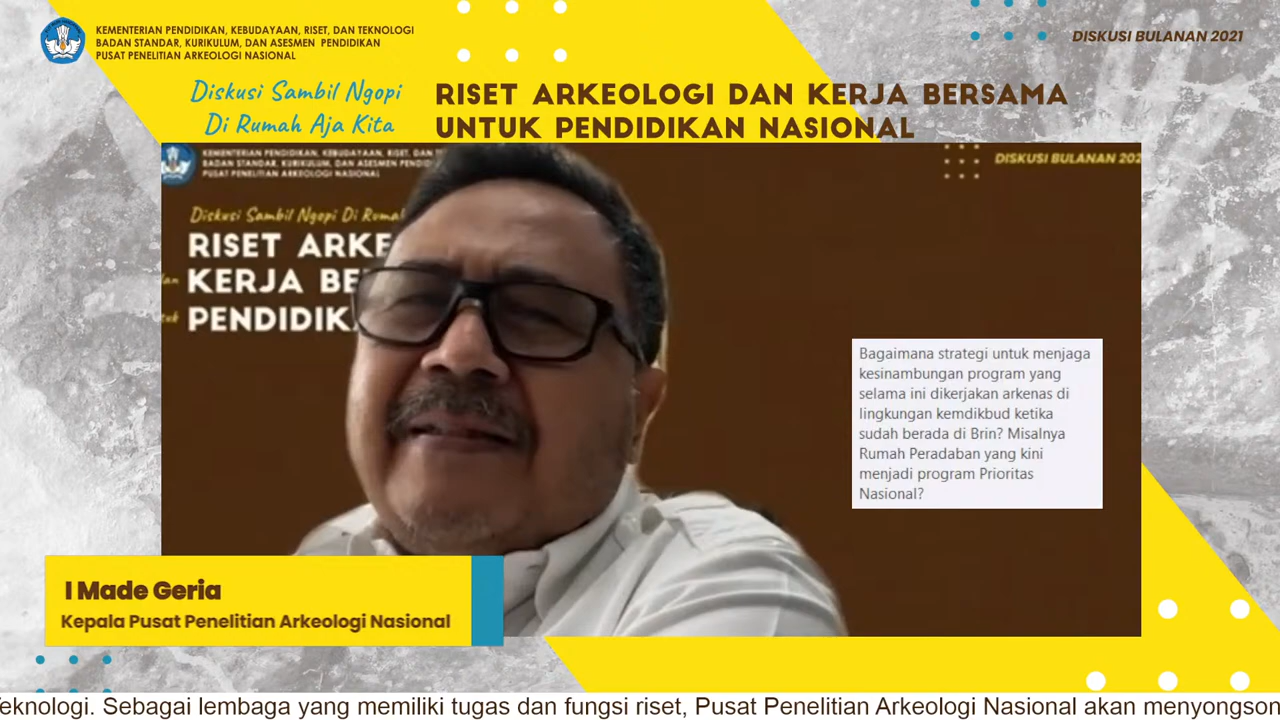 KEMENTERIAN PENDIDIKAN, KEBUDAYAAN, RISET, DAN TEKNOLOGI
BADAN STANDAR, KURIKULUM, DAN ASESMEN PENDIDIKAN
PUSAT PENELITIAN ARKEOLOGI NASIONAL
DISKUSI BULANAN 2021
Diskusi Sambil Ngopi
Di Rumah Aja Kita
RISET ARKEOLOGI DAN KERJA BERSAMA
UNTUK PENDIDIKAN NASIONAL
KEMENTERIAN PENDIDIKAN, KEBUDAYAAN, RISET, DAN
BADAN STANDAR, KURIKULUM, DAN ASESMEN
PUSAT PENELITIAN ARKEOLOGI NASIONAL
DISKUSI BULANAN 202
Diskusi Sambil Ngopi Di Ruma
RISET ARKE
KERJA BE
PENDIDIK
Bagaimana strategi untuk menjaga
kesinambungan program yang
selama ini dikerjakan arkenas di
lingkungan kemdikbud ketika
sudah berada di Brin? Misalnya
Rumah Peradaban yang kini
menjadi program Prioritas
Nasional?
I Made Geria
Kepala Pusat Penelitian Arkeologi Nasional
eknologi. Sebagai lembaga yang memiliki tugas dan fungsi riset, Pusat Penelitian Arkeologi Nasional akan menyongson